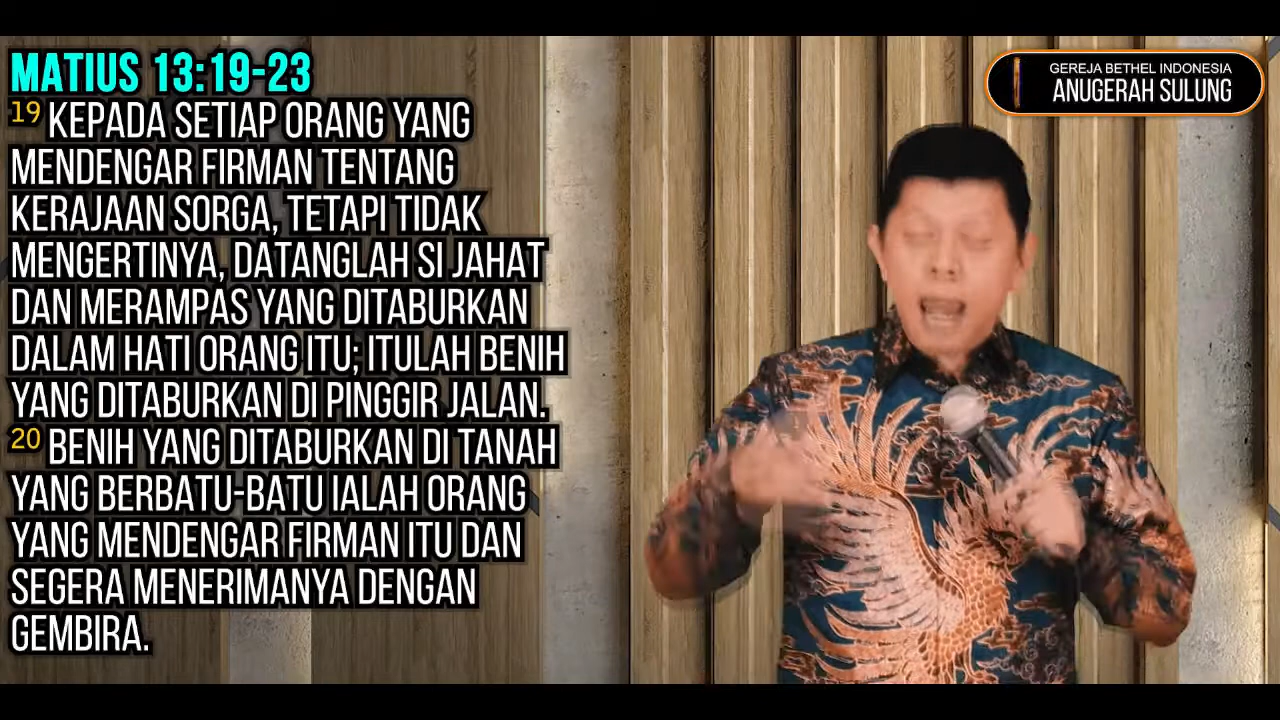 MATIUS 13:19-23
19 KEPADA SETIAP ORANG YANG
MENDENGAR FIRMAN TENTANG
KERAJAAN SORGA, TETAPI TIDAK
MENGERTINYA, DATANGLAH SI JAHAT
DAN MERAMPAS YANG DITABURKAN
DALAM HATI ORANG ITU; ITULAH BENIH
YANG DITABURKAN DI PINGGIR JALAN.
20 BENIH YANG DITABURKAN DI TANAH
YANG BERBATU-BATU IALAH ORANG
YANG MENDENGAR FIRMAN ITU DAN
SEGERA MENERIMANYA DENGAN
GEMBIRA.
GEREJA BETHEL INDONESIA
ANUGERAH SULUNG